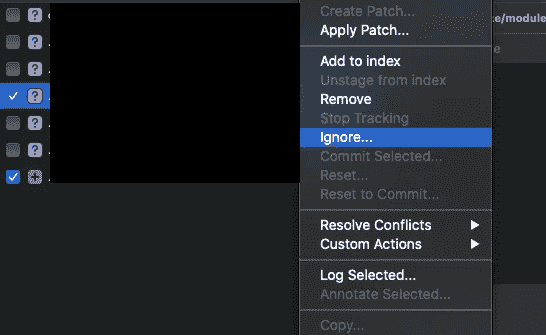 Create Patch...
Apply Patch...
te/module
Add to index
Unstage from index
Remove
Stop Tracking
Ignore...
Commit Selected...
Reset...
Reset to Commit...
Resolve Conflicts
Custom Actions
Log Selected...
Annotate Selected...
Copy...